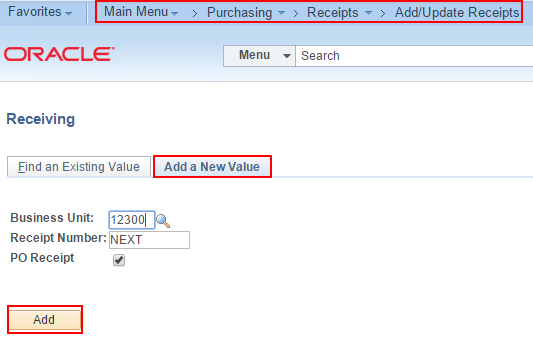 Favorites Main Menu > Purchasing > Receipts > Add/Update Receipts
ORACLE Menu Search
Receiving
Find an Existing Value Add a New Value
Business Unit: 12300
Receipt Number: NEXT
PO Receipt
Add